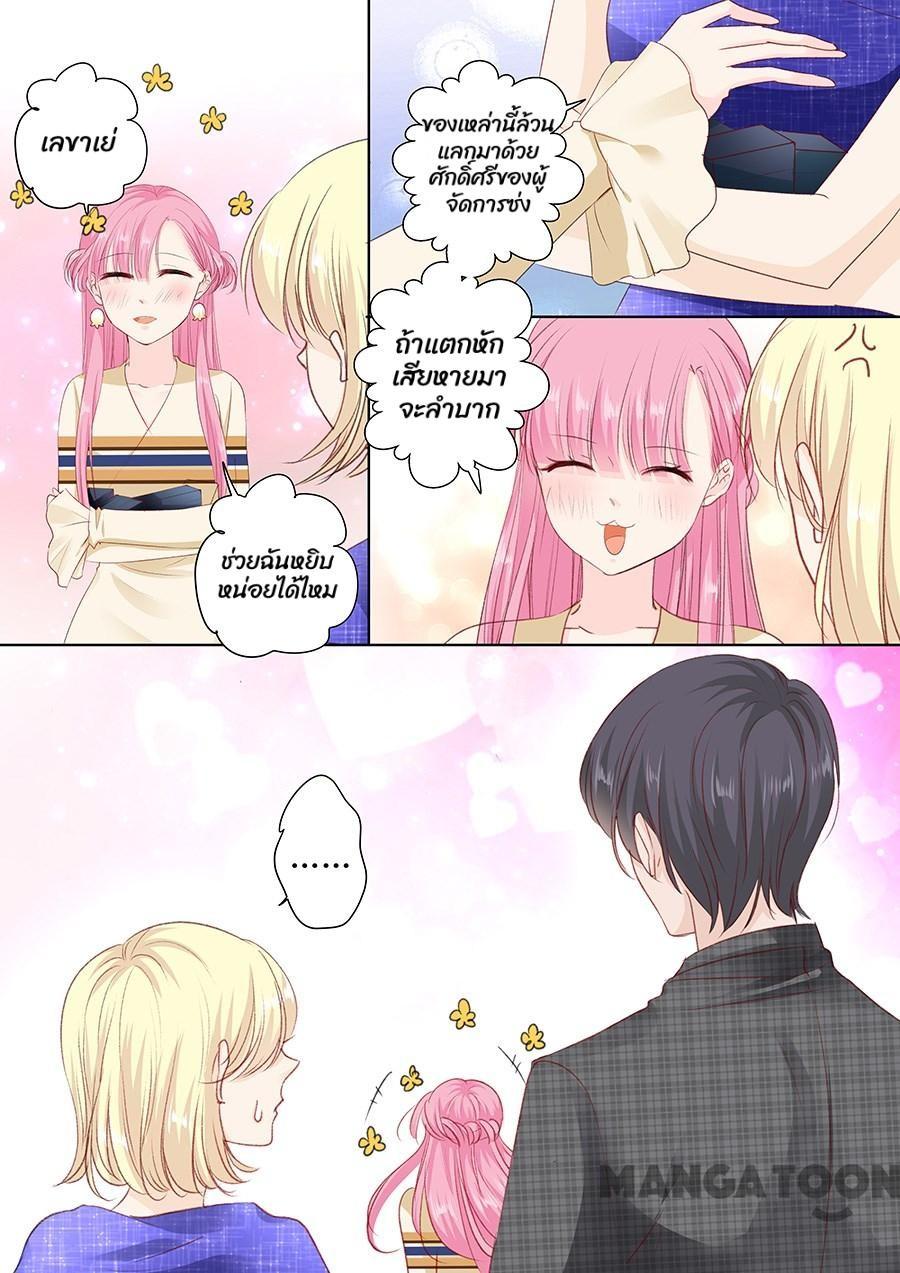 เลขาเย่
ช่วยฉันหยิบ
หน่อยได้ไหม
ของเหล่านี้ล้วน
แลกมาด้วย
ศักดิ์ศรีของผู้
จัดการซ่ง
ถ้าแตกหัก
เสียหายมา
จะลำบาก
......
MANGATOON